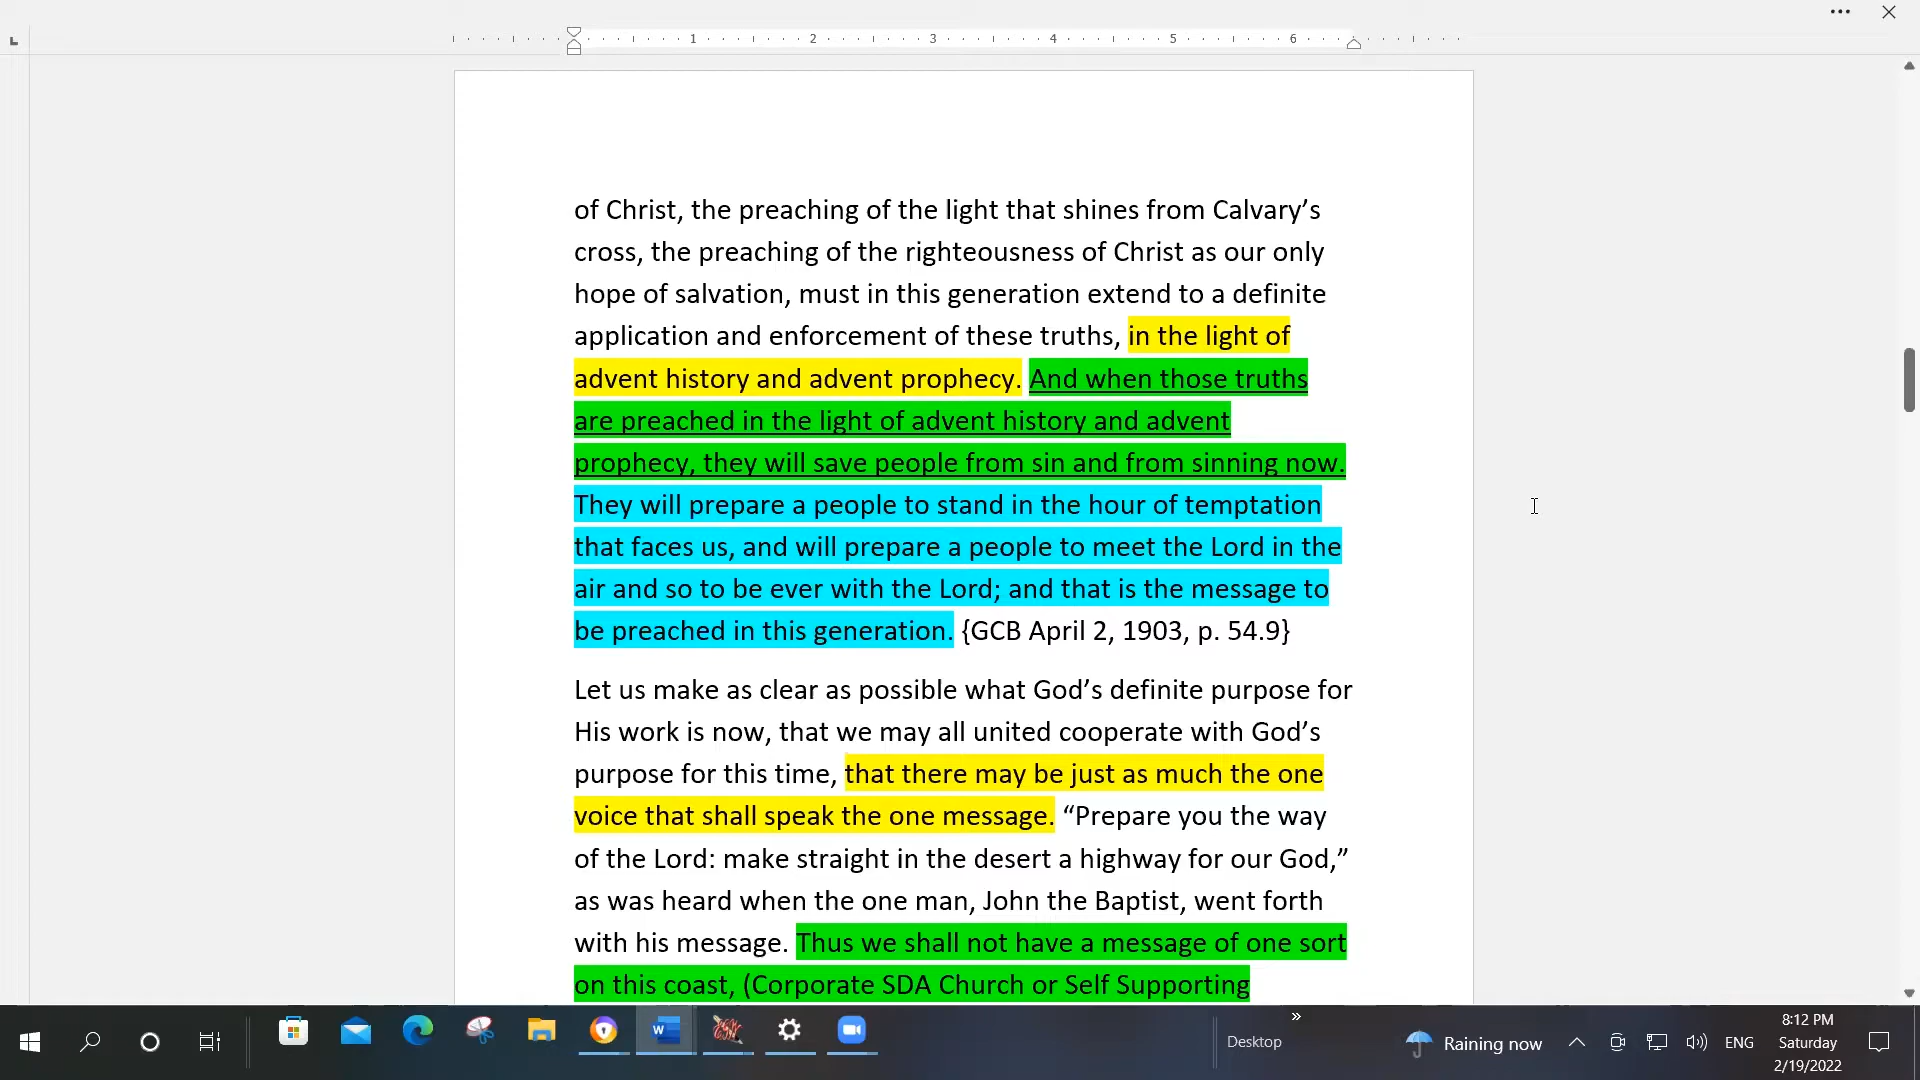 1 2 3 4 5 6
of Christ, the preaching of the light that shines from Calvary’s
cross, the preaching of the righteousness of Christ as our only
hope of salvation, must in this generation extend to a definite
application and enforcement of these truths, in the light of
advent history and advent prophecy. And when those truths
are preached in the light of advent history and advent
prophecy, they will save people from sin and from sinning now.
They will prepare a people to stand in the hour of temptation
that faces us, and will prepare a people to meet the Lord in the
air and so to be ever with the Lord; and that is the message to
be preached in this generation. {GCB April 2, 1903, p. 54.9}
Let us make as clear as possible what God’s definite purpose for
His work is now, that we may all united cooperate with God’s
purpose for this time, that there may be just as much the one
voice that shall speak the one message. “Prepare you the way
of the Lord: make straight in the desert a highway for our God,”
as was heard when the one man, John the Baptist, went forth
with his message. Thus we shall not have a message of one sort
on this coast, (Corporate SDA Church or Self Supporting
Desktop
Raining now
ENG
8:12 PM
Saturday
2/19/2022